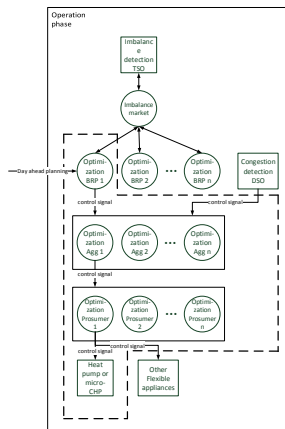 Operation
phase
Imbalanc
e
detection
TSO
Imbalance
market
Day ahead planning
Optimi-
zation
BRP 1
Optimi-
zation
BRP 2
Optimi-
zation
BRP n
Congestion
detection
DSO
control signal
control signal
Optimi-
zation
Agg 1
Optimi-
zation
Agg 2
Optimi-
zation
Agg n
control signal
Optimi-
zation
Prosumer
1
Optimi-
zation
Prosumer
2
Optimi-
zation
Prosumer
n
control signal
control signal
Heat
pump or
micro-
CHP
Other
Flexible
appliances